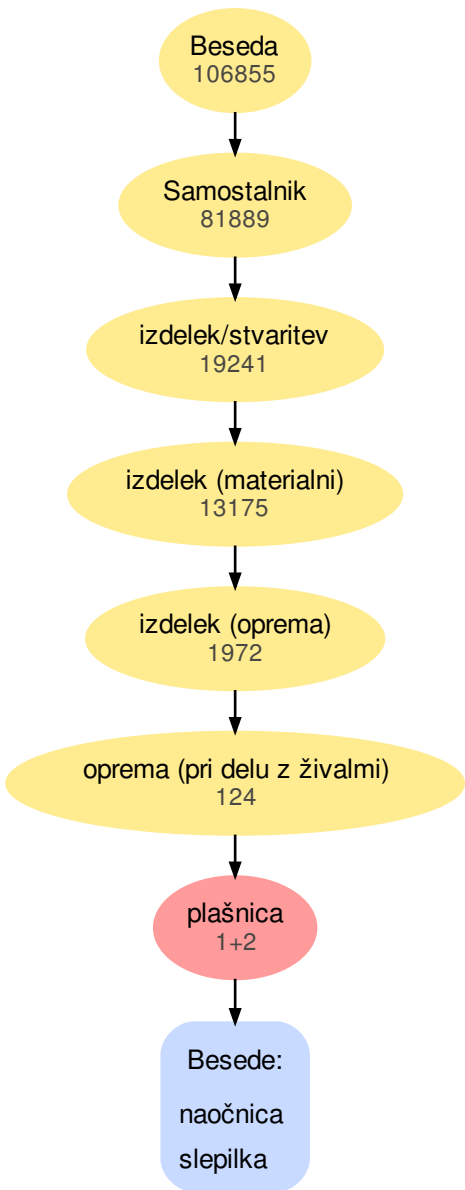 Beseda
106855
Samostalnik
81889
izdelek/stvaritev
19241
izdelek (materialni)
13175
izdelek (oprema)
1972
oprema (pri delu z živalmi)
124
plašnica
1+2
Besede:
naočnica
slepilka